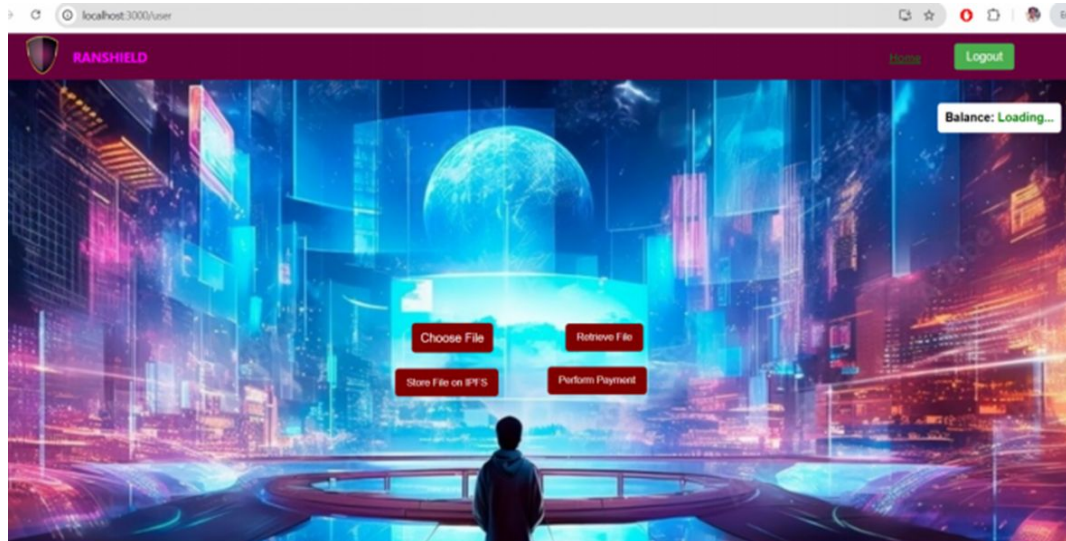 localhost:3000/user
RANSHIELD
Home
Logout
Balance: Loading...
Choose File
Retrieve File
Store File on IPFS
Perform Payment